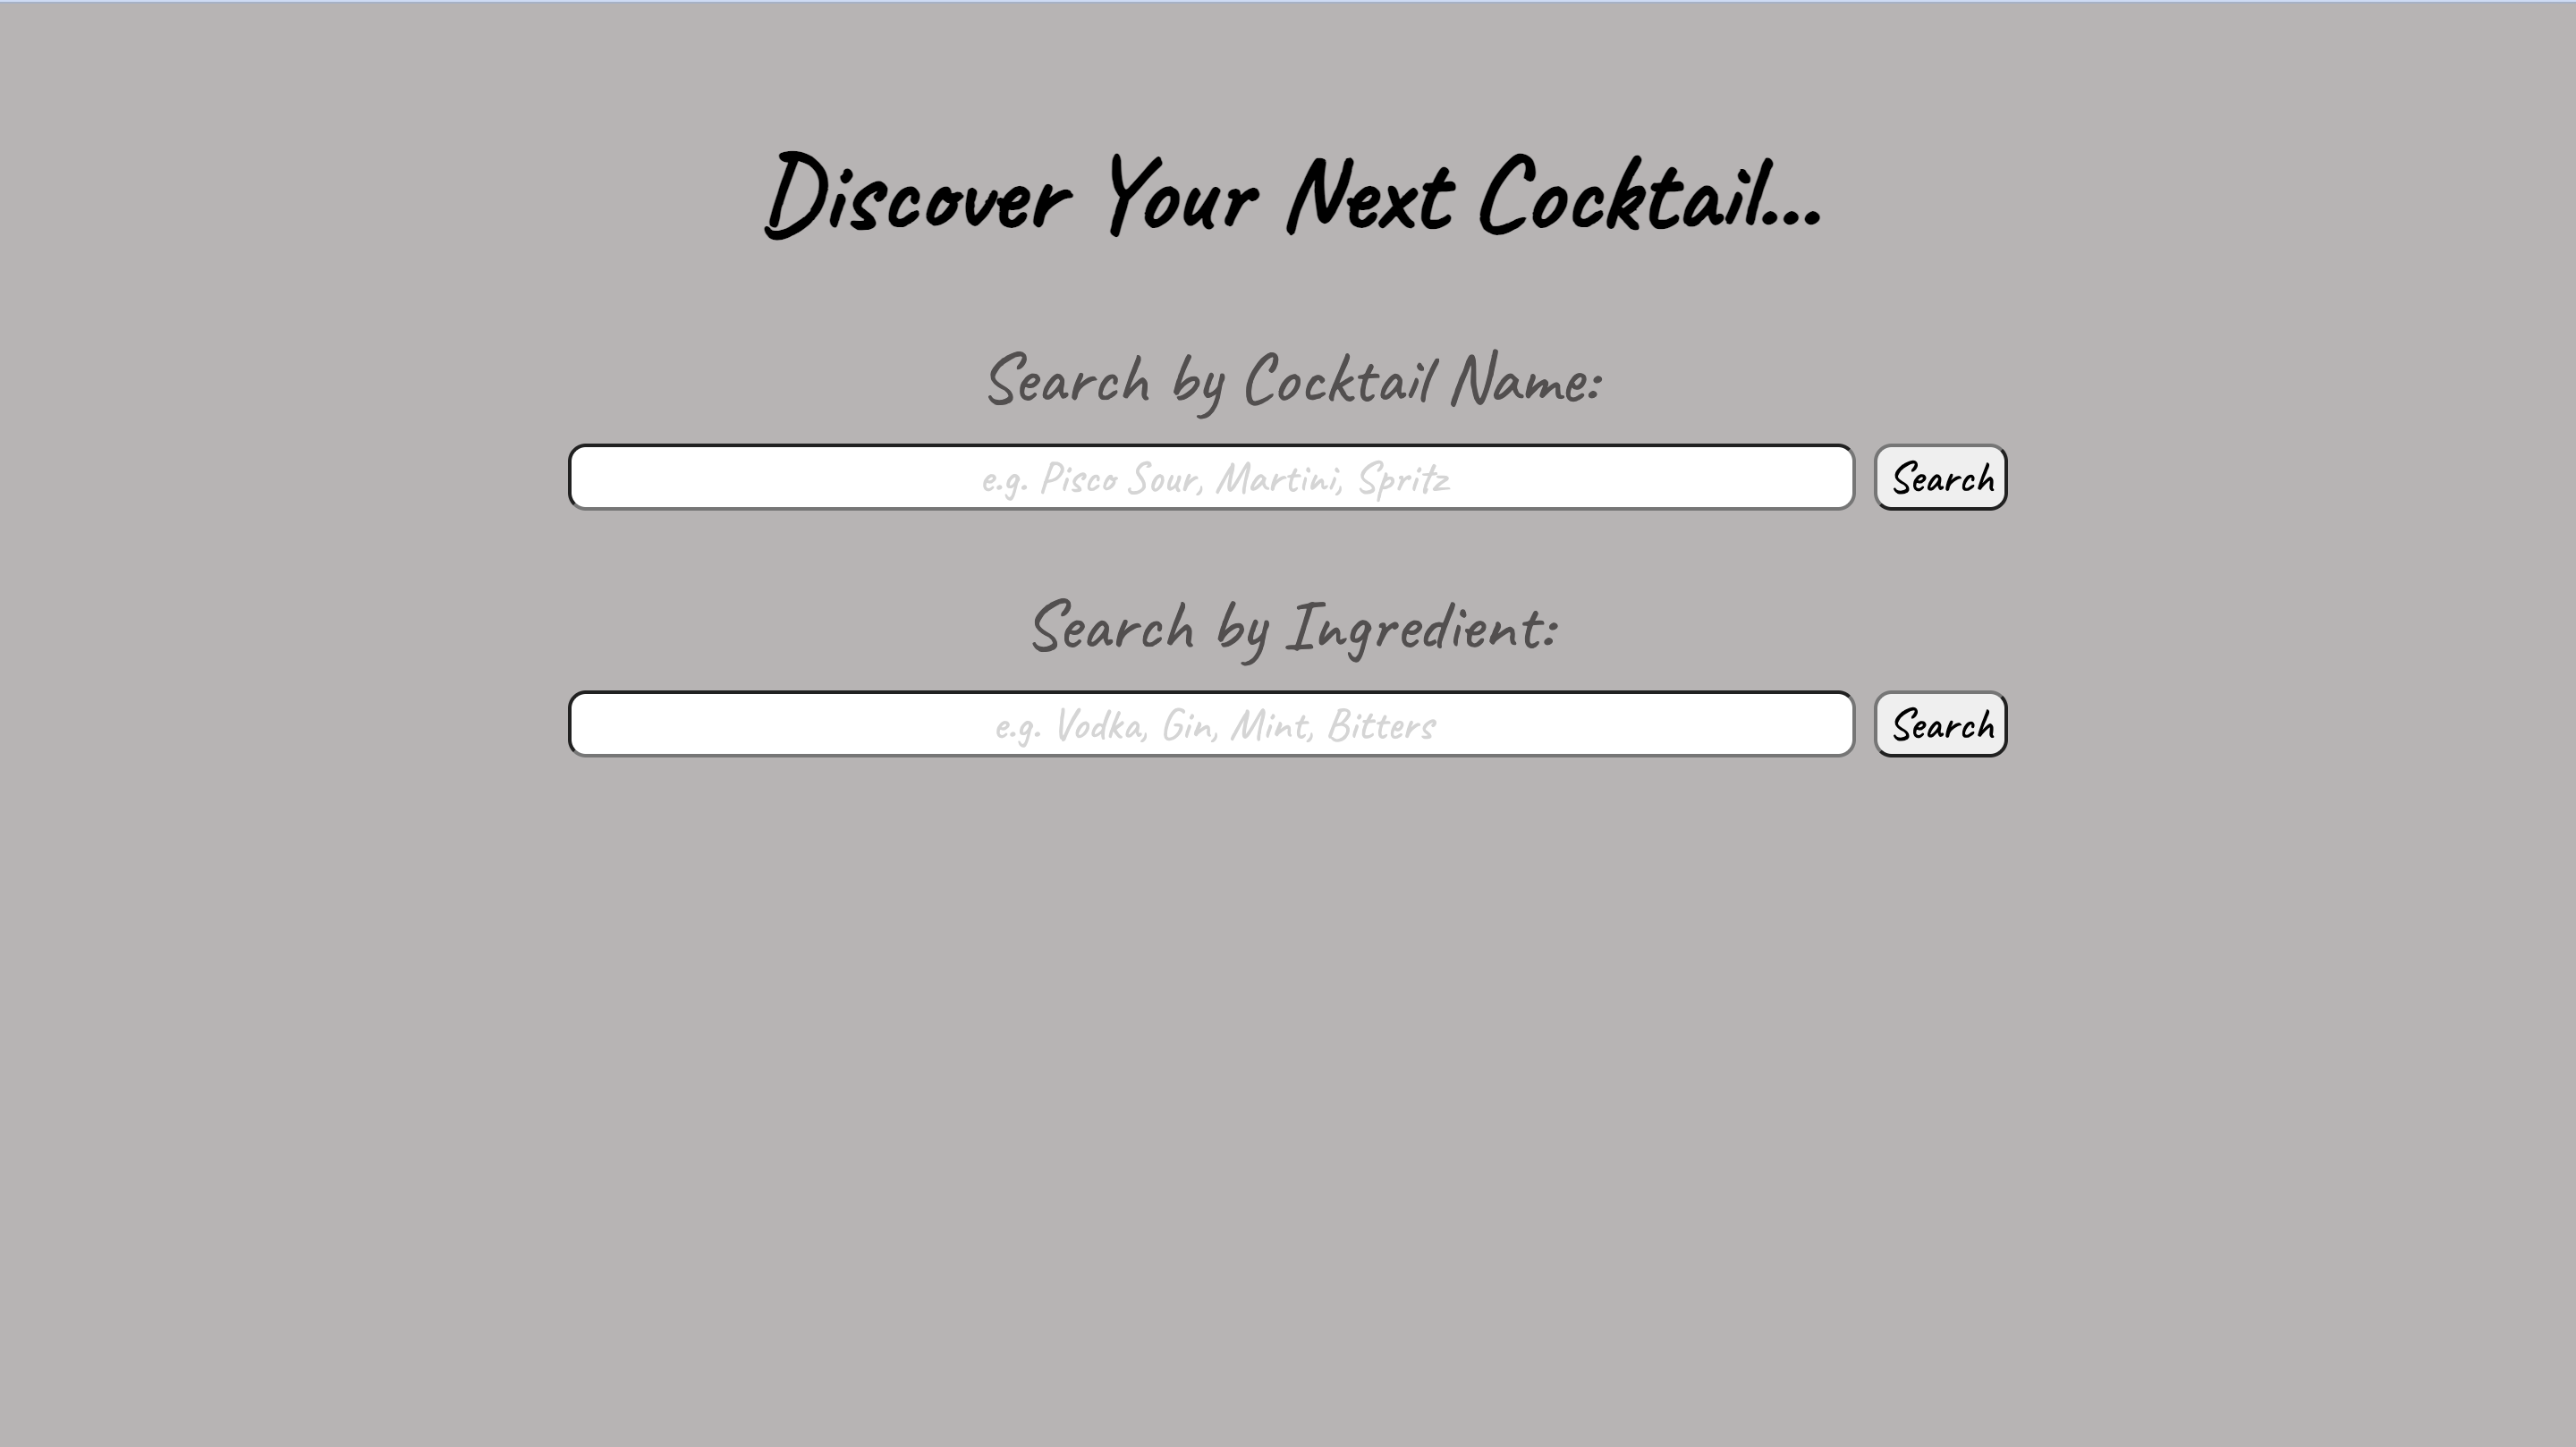 Discover Your Next Cocktail...
Search by Cocktail Name:
e.g. Pisco Sour, Martini, Spritz Search
Search by Ingredient:
e.g. Vodka, Gin, Mint, Bitters Search